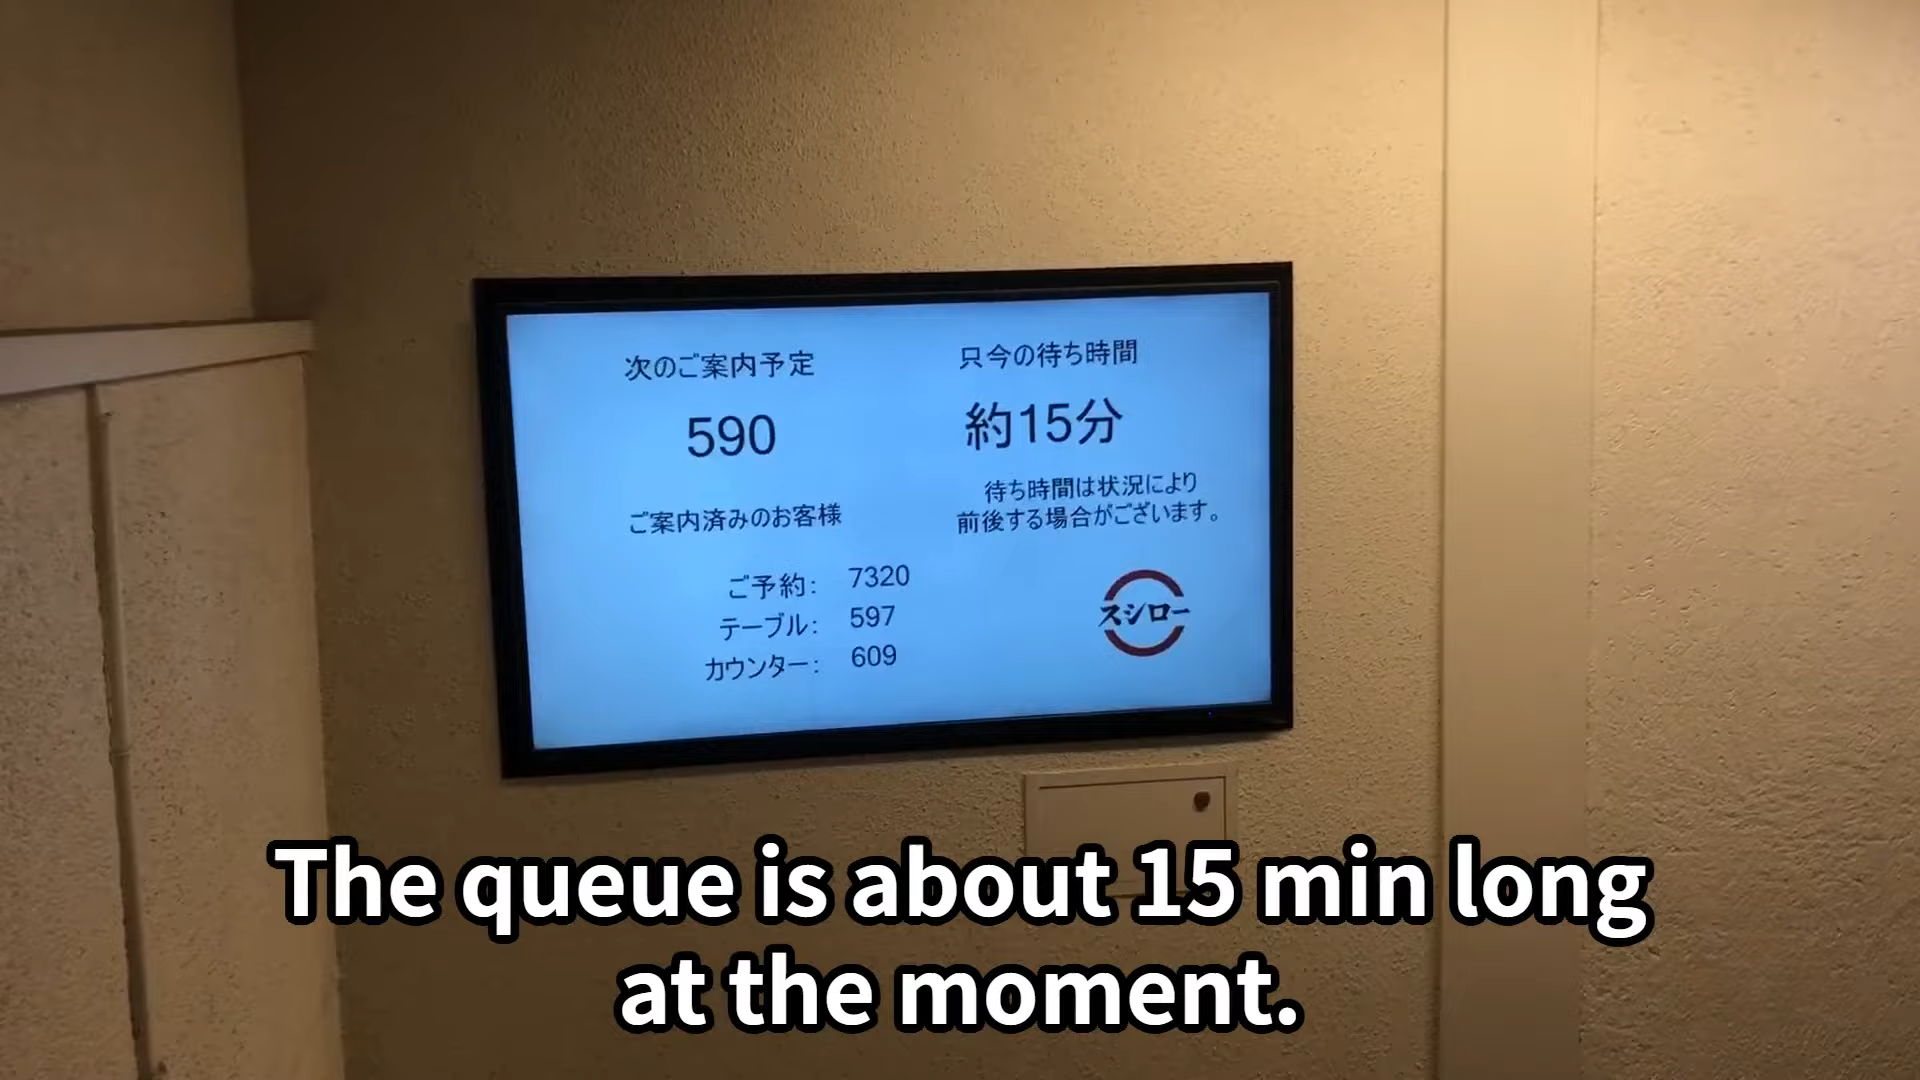 次のご案内予定
590
ご案内済みのお客様
ご予約: 7320
テーブル: 597
カウンター: 609
只今の待ち時間
約15分
待ち時間は状況により
前後する場合がございます。
スシロー
The queue is about 15 min long
at the moment.